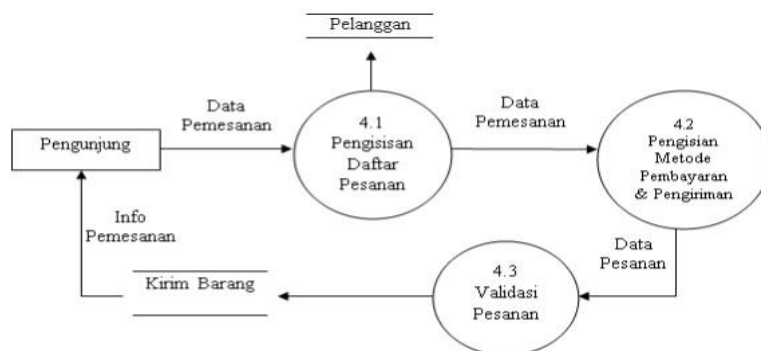 Pelanggan
Data
Pemesanan
4.1
Pengisisan
Daftar
Pesanan
Data
Pemesanan
4.2
Pengisian
Metode
Pembayaran
& Pengiriman
Pengunjung
Info
Pemesanan
Data
Pesanan
4.3
Validasi
Pesanan
Kirim Barang